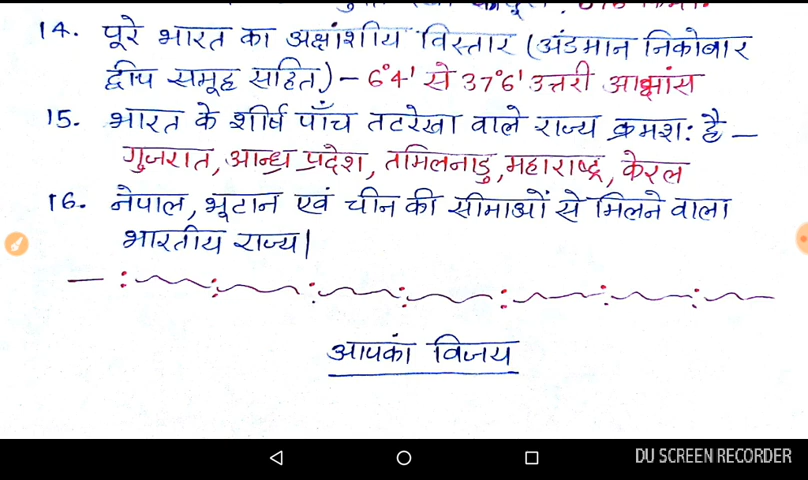 14. पूरे भारत का अक्षांशीय विस्तार (अंडमान निकोबार
द्वीप समूह सहित) – 6°4' से 37°6' उत्तरी आक्षांस
15. भारत के शीर्ष पाँच तटरेखा वाले राज्य क्रमश: है –
गुजरात, आन्ध्र प्रदेश, तमिलनाडु, महाराष्ट्र, केरल
16. नेपाल, भूटान एवं चीन की सीमाओं से मिलने वाला
भारतीय राज्य|
आपका विजय
DU SCREEN RECORDER